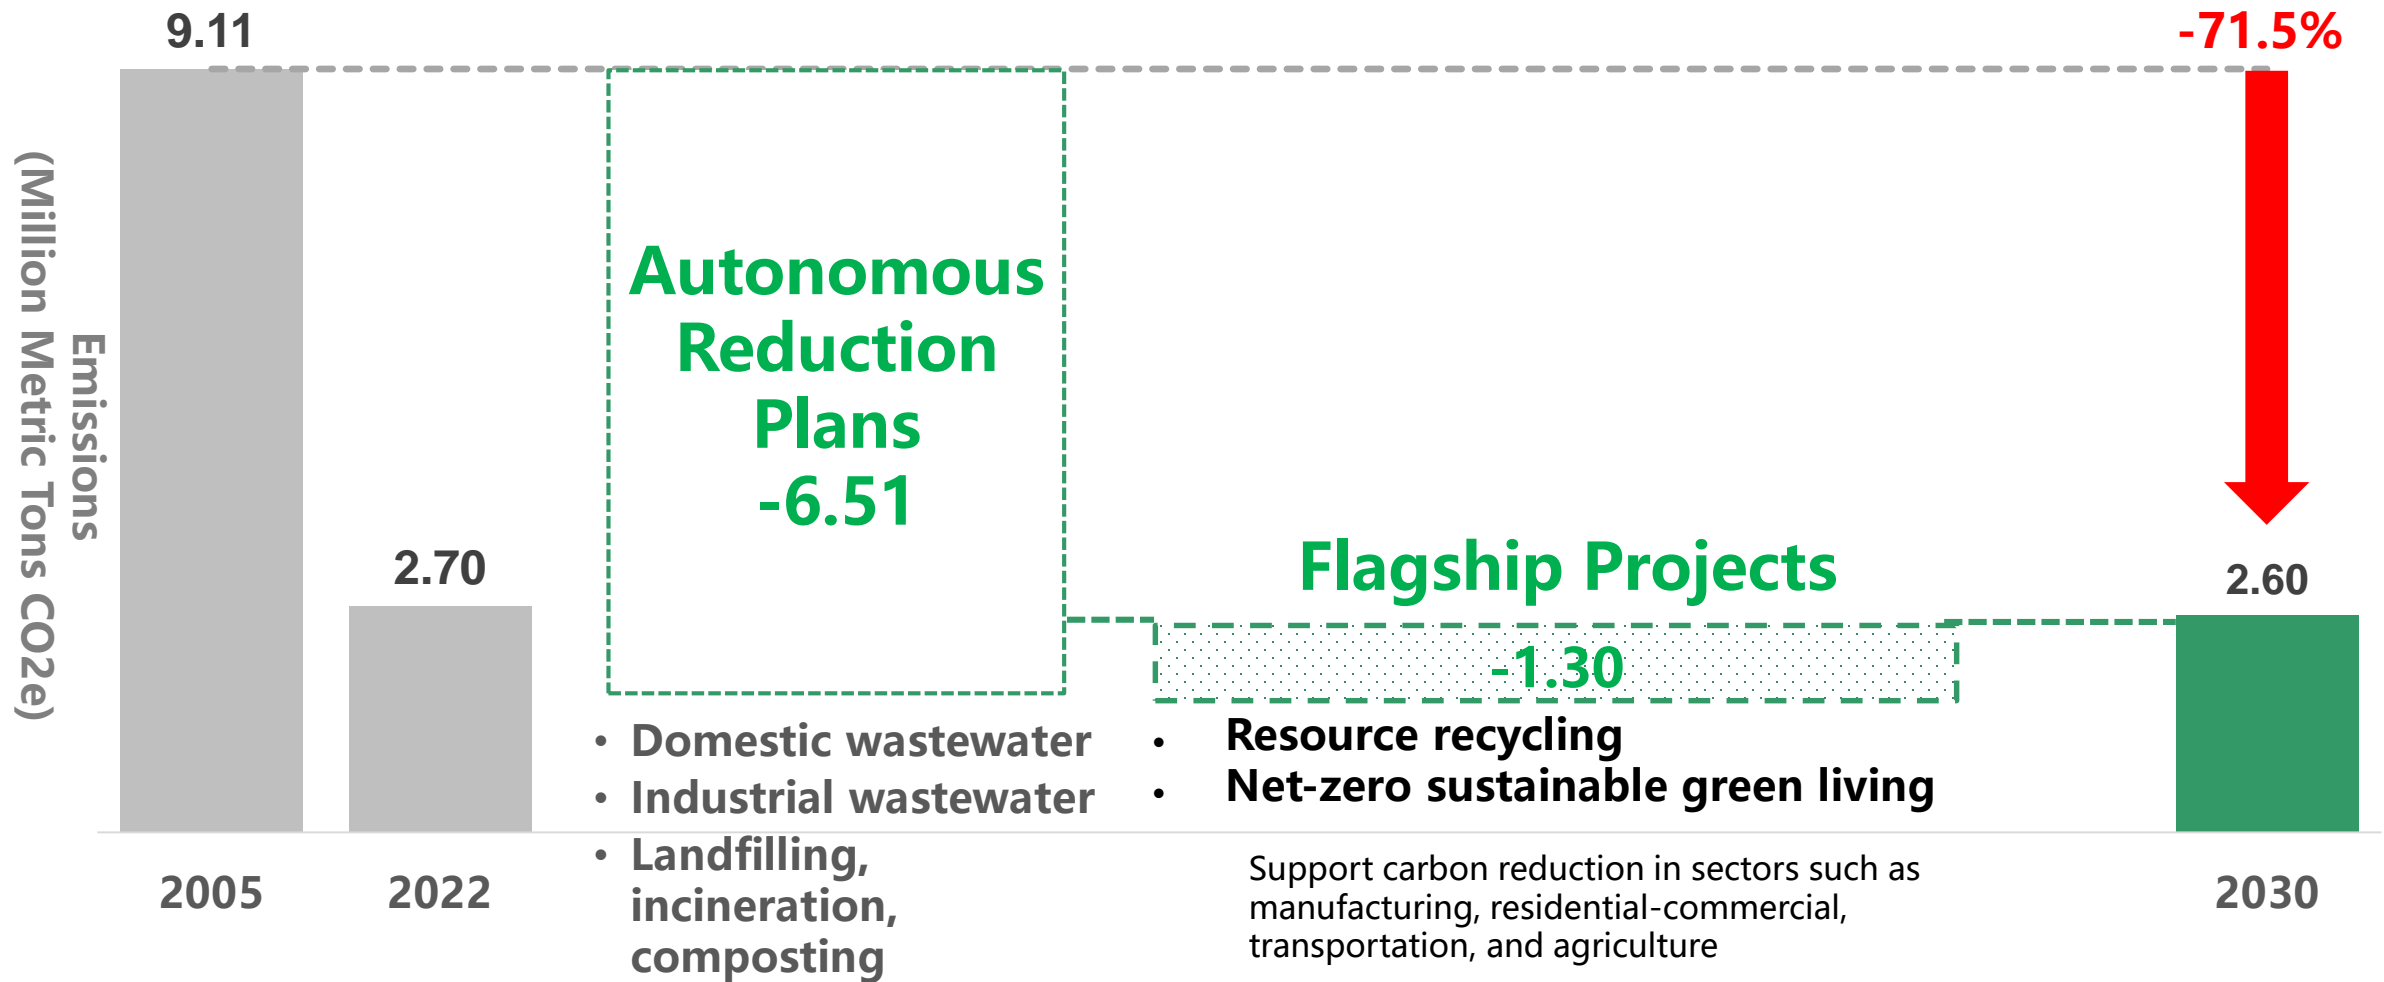 9.11
-71.5%
Emissions
(Million Metric Tons CO2e)
Autonomous
Reduction
Plans
-6.51
2.70
Flagship Projects
2.60
-1.30
• Domestic wastewater
• Industrial wastewater
• Landfilling,
incineration,
composting
• Resource recycling
• Net-zero sustainable green living
Support carbon reduction in sectors such as
manufacturing, residential-commercial,
transportation, and agriculture
2005
2022
2030